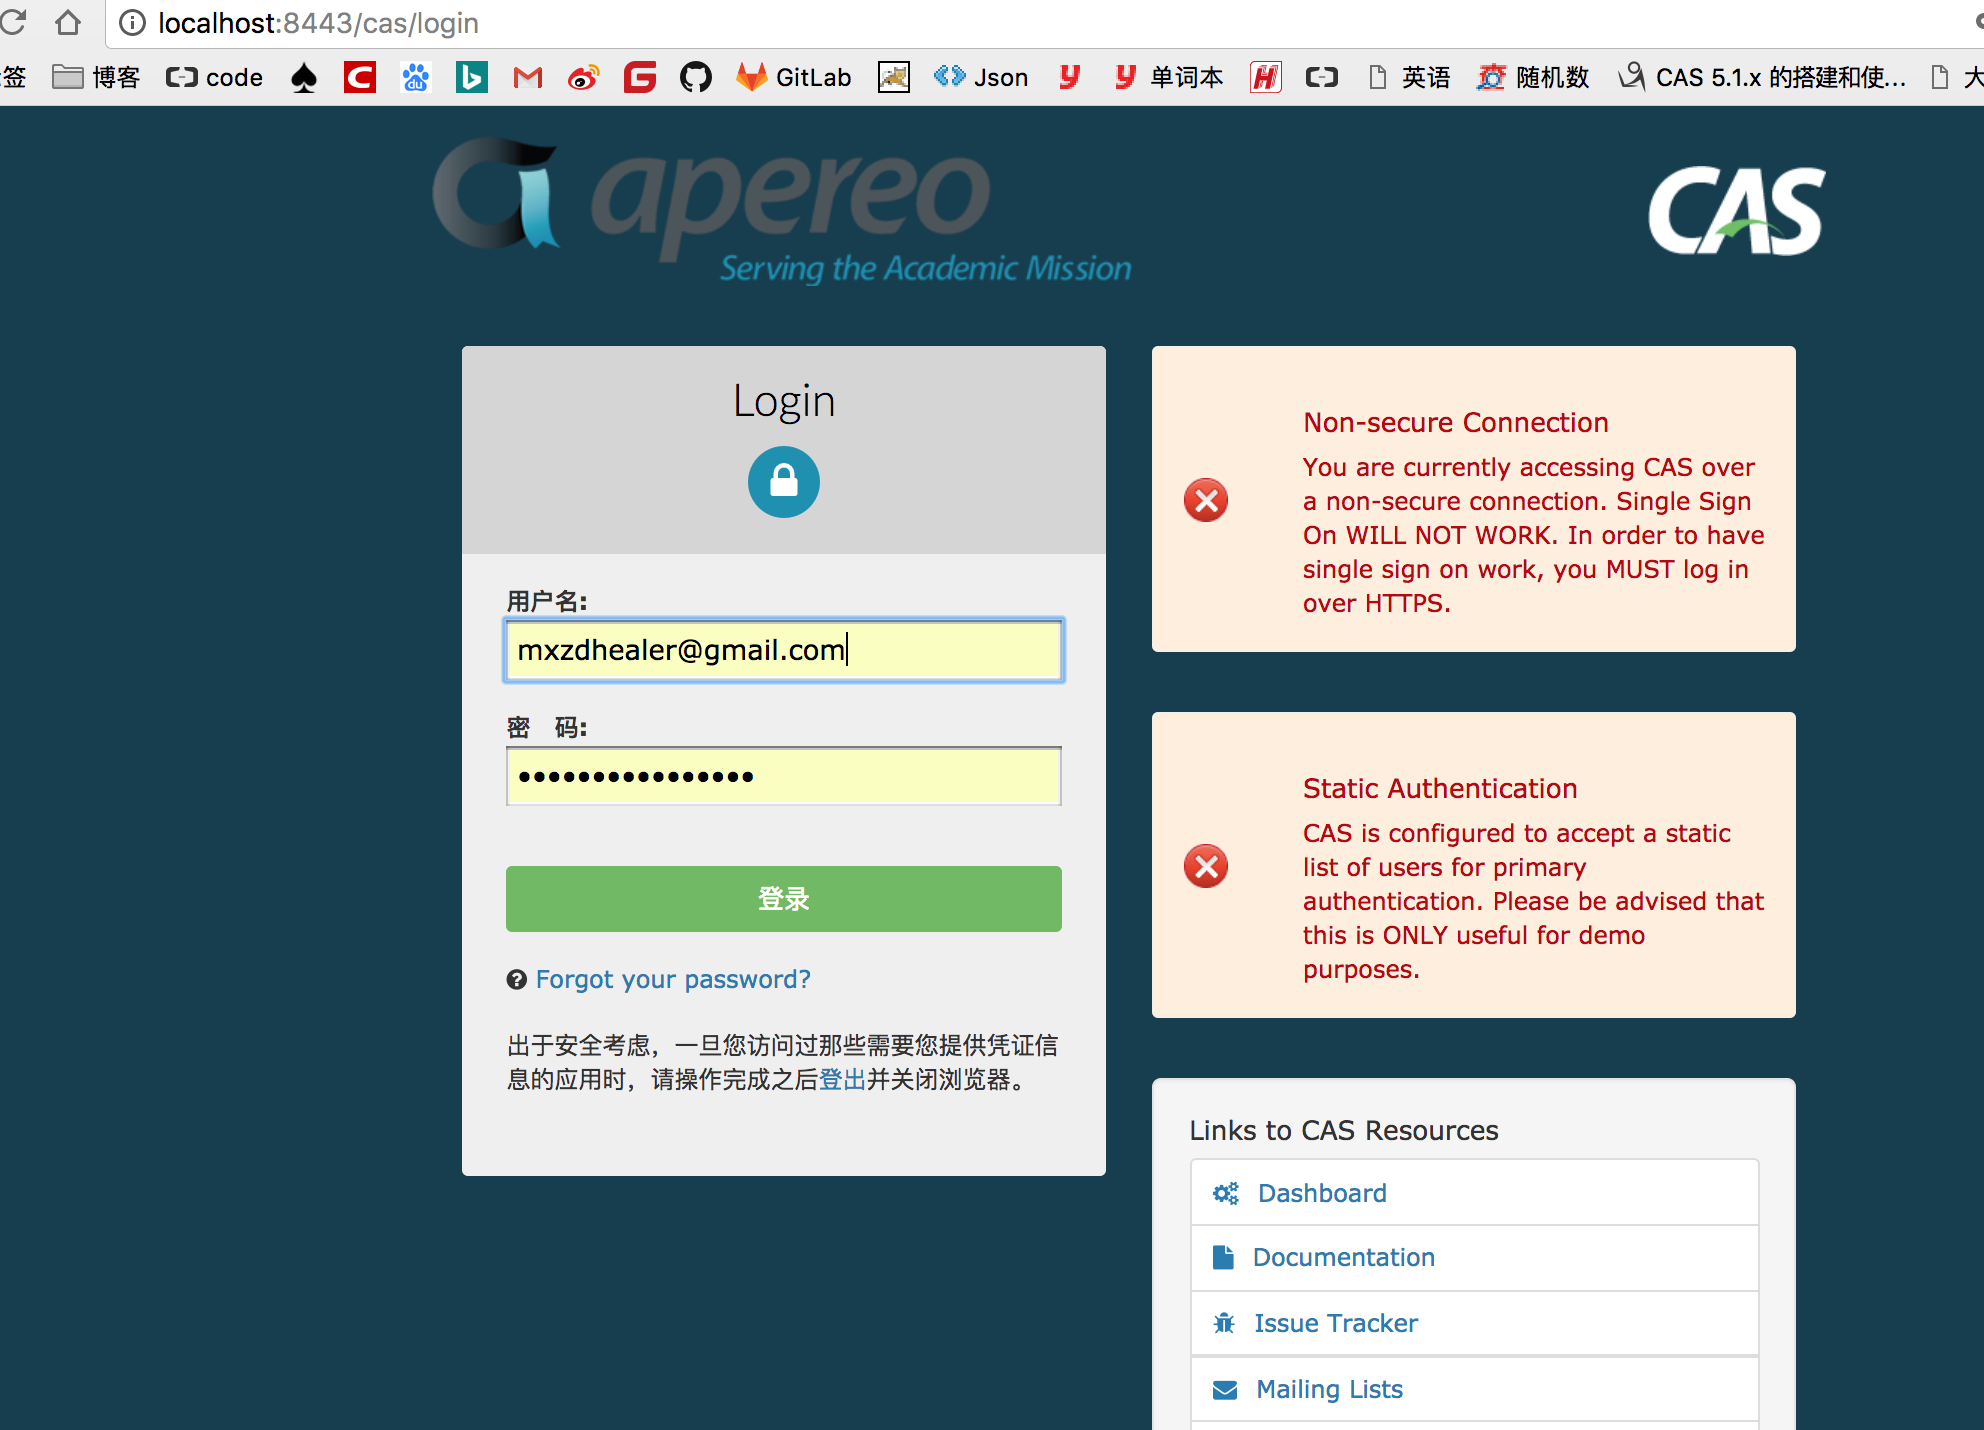 localhost:8443/cas/login
签 博客 code du GitLab Json 单词本 英语 随机数 CAS 5.1.x 的搭建和使... 大
apereo
Serving the Academic Mission
CAS
Login
用户名:
mxzdhealer@gmail.com
密 码:
••••••••••••••••
登录
Forgot your password?
出于安全考虑，一旦您访问过那些需要您提供凭证信
息的应用时，请操作完成之后登出并关闭浏览器。
Non-secure Connection
You are currently accessing CAS over
a non-secure connection. Single Sign
On WILL NOT WORK. In order to have
single sign on work, you MUST log in
over HTTPS.
Static Authentication
CAS is configured to accept a static
list of users for primary
authentication. Please be advised that
this is ONLY useful for demo
purposes.
Links to CAS Resources
Dashboard
Documentation
Issue Tracker
Mailing Lists